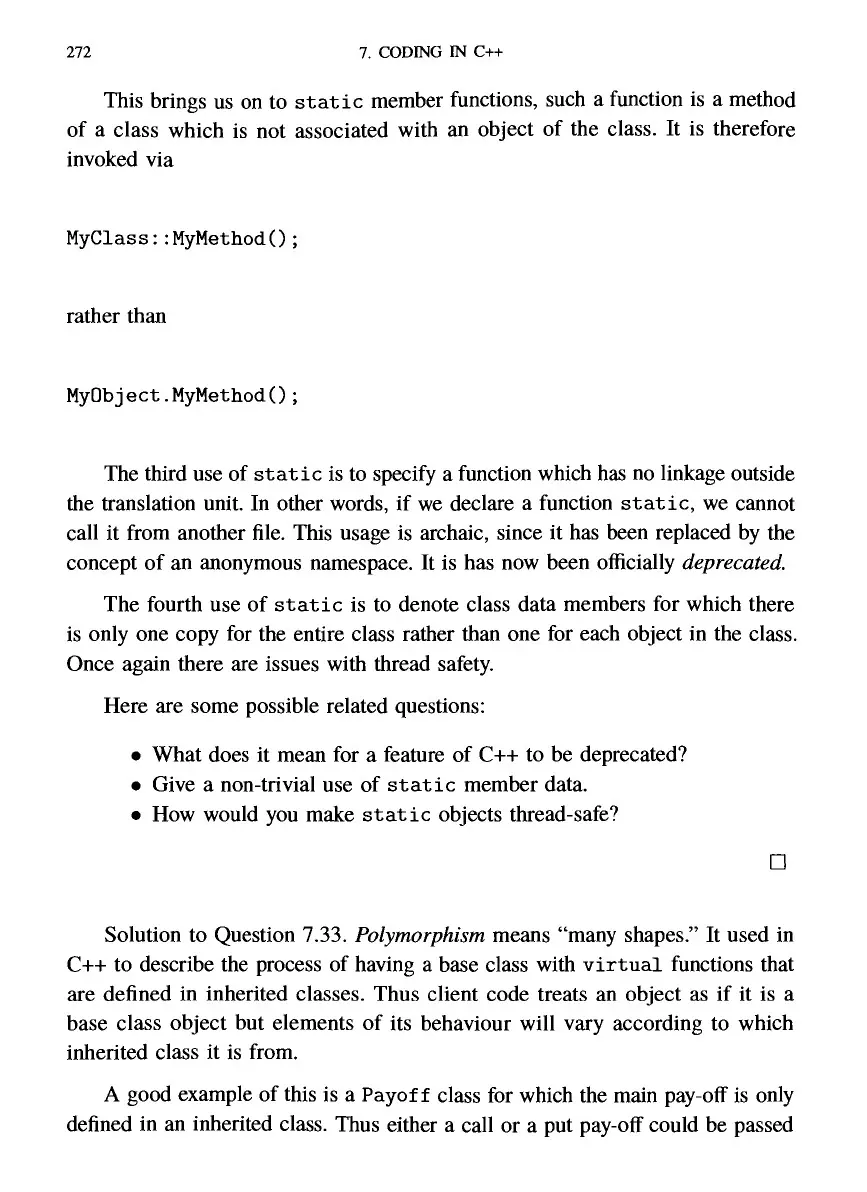 272 7. CODING IN C++
This brings us on to static member functions, such a function is a method
of a class which is not associated with an object of the class. It is therefore
invoked via
MyClass::MyMethod();
rather than
MyObject.MyMethod();
The third use of static is to specify a function which has no linkage outside
the translation unit. In other words, if we declare a function static, we cannot
call it from another file. This usage is archaic, since it has been replaced by the
concept of an anonymous namespace. It is has now been officially deprecated.
The fourth use of static is to denote class data members for which there
is only one copy for the entire class rather than one for each object in the class.
Once again there are issues with thread safety.
Here are some possible related questions:
• What does it mean for a feature of C++ to be deprecated?
• Give a non-trivial use of static member data.
• How would you make static objects thread-safe?
□
Solution to Question 7.33. Polymorphism means “many shapes.” It used in
C++ to describe the process of having a base class with virtual functions that
are defined in inherited classes. Thus client code treats an object as if it is a
base class object but elements of its behaviour will vary according to which
inherited class it is from.
A good example of this is a Payoff class for which the main pay-off is only
defined in an inherited class. Thus either a call or a put pay-off could be passed